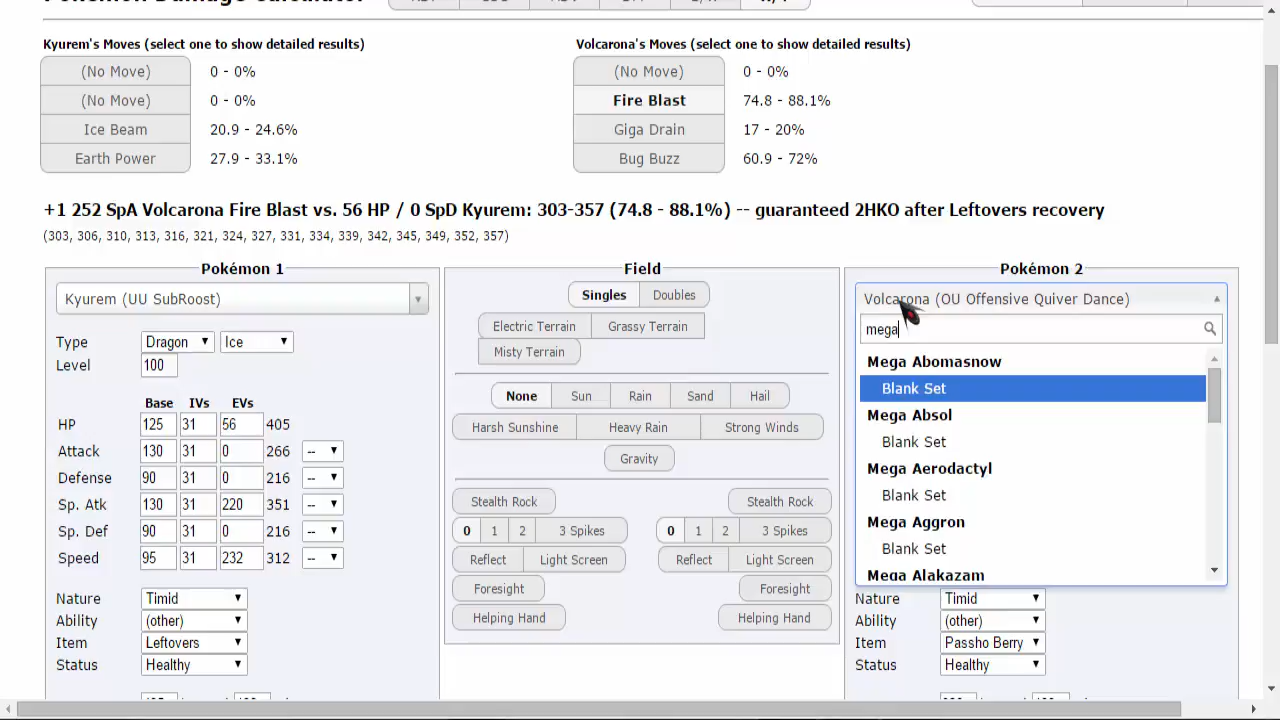 Kyurem's Moves (select one to show detailed results)
(No Move) 0 - 0%
(No Move) 0 - 0%
Ice Beam 20.9 - 24.6%
Earth Power 27.9 - 33.1%
Volcarona's Moves (select one to show detailed results)
(No Move) 0 - 0%
Fire Blast 74.8 - 88.1%
Giga Drain 17 - 20%
Bug Buzz 60.9 - 72%
+1 252 SpA Volcarona Fire Blast vs. 56 HP / 0 SpD Kyurem: 303-357 (74.8 - 88.1%) -- guaranteed 2HKO after Leftovers recovery
(303, 306, 310, 313, 316, 321, 324, 327, 331, 334, 339, 342, 345, 349, 352, 357)
Pokémon 1
Kyurem (UU SubRoost)
Type Dragon Ice
Level 100
Base IVs EVs
HP 125 31 56 405
Attack 130 31 0 266 --
Defense 90 31 0 216 --
Sp. Atk 130 31 220 351 --
Sp. Def 90 31 0 216 --
Speed 95 31 232 312 --
Nature Timid
Ability (other)
Item Leftovers
Status Healthy
Field
Singles Doubles
Electric Terrain Grassy Terrain
Misty Terrain
None Sun Rain Sand Hail
Harsh Sunshine Heavy Rain Strong Winds
Gravity
Stealth Rock Stealth Rock
0 1 2 3 Spikes 0 1 2 3 Spikes
Reflect Light Screen Reflect Light Screen
Foresight Foresight
Helping Hand Helping Hand
Pokémon 2
Volcarona (OU Offensive Quiver Dance)
mega
Mega Abomasnow
Blank Set
Mega Absol
Blank Set
Mega Aerodactyl
Blank Set
Mega Aggron
Blank Set
Mega Alakazam
Nature Timid
Ability (other)
Item Passho Berry
Status Healthy